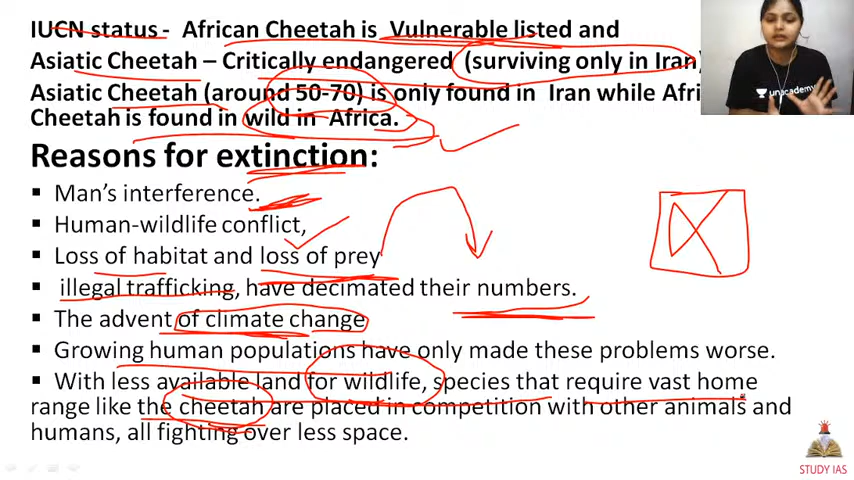 IUCN status - African Cheetah is Vulnerable listed and
Asiatic Cheetah – Critically endangered (surviving only in Iran)
Asiatic Cheetah (around 50-70) is only found in Iran while Afri
Cheetah is found in wild in Africa.
unacademy
Reasons for extinction:
▪ Man's interference.
▪ Human-wildlife conflict,
▪ Loss of habitat and loss of prey
▪ illegal trafficking, have decimated their numbers.
▪ The advent of climate change
▪ Growing human populations have only made these problems worse.
▪ With less available land for wildlife, species that require vast home
range like the cheetah are placed in competition with other animals and
humans, all fighting over less space.
STUDY IAS